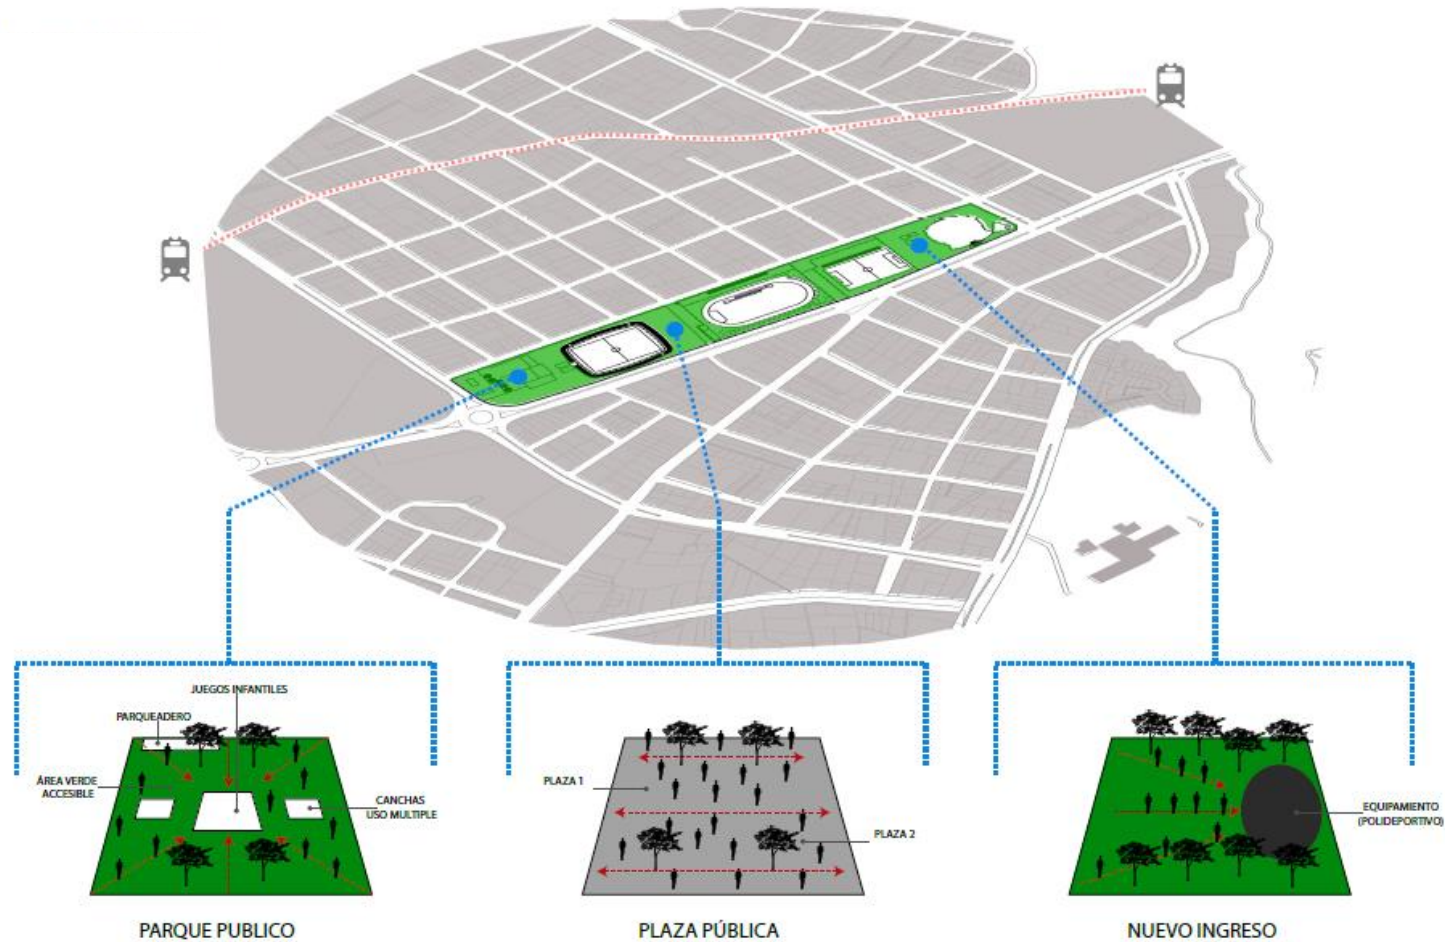 JUEGOS INFANTILES
PARQUEADERO
ÁREA VERDE
ACCESIBLE
CANCHAS
USO MULTIPLE
PLAZA 1
PLAZA 2
EQUIPAMIENTO
(POLIDEPORTIVO)
PARQUE PUBLICO
PLAZA PÚBLICA
NUEVO INGRESO